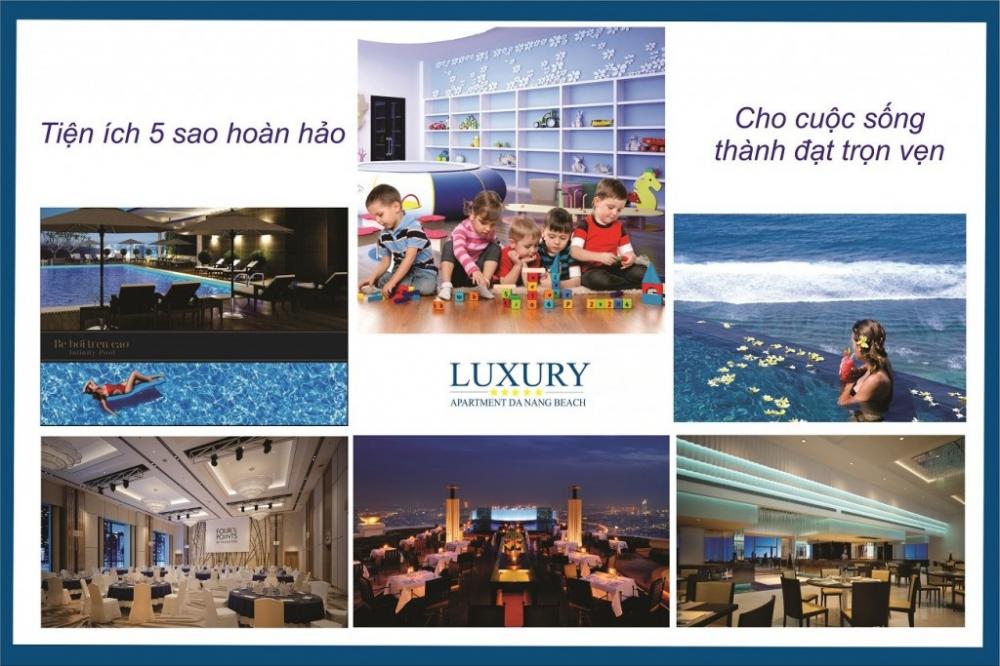 Tiện ích 5 sao hoàn hảo
Cho cuộc sống
thành đạt trọn vẹn
Bể bơi trên cao
Infinity Pool
LUXURY
APARTMENT DA NANG BEACH
FOUR
POINTS